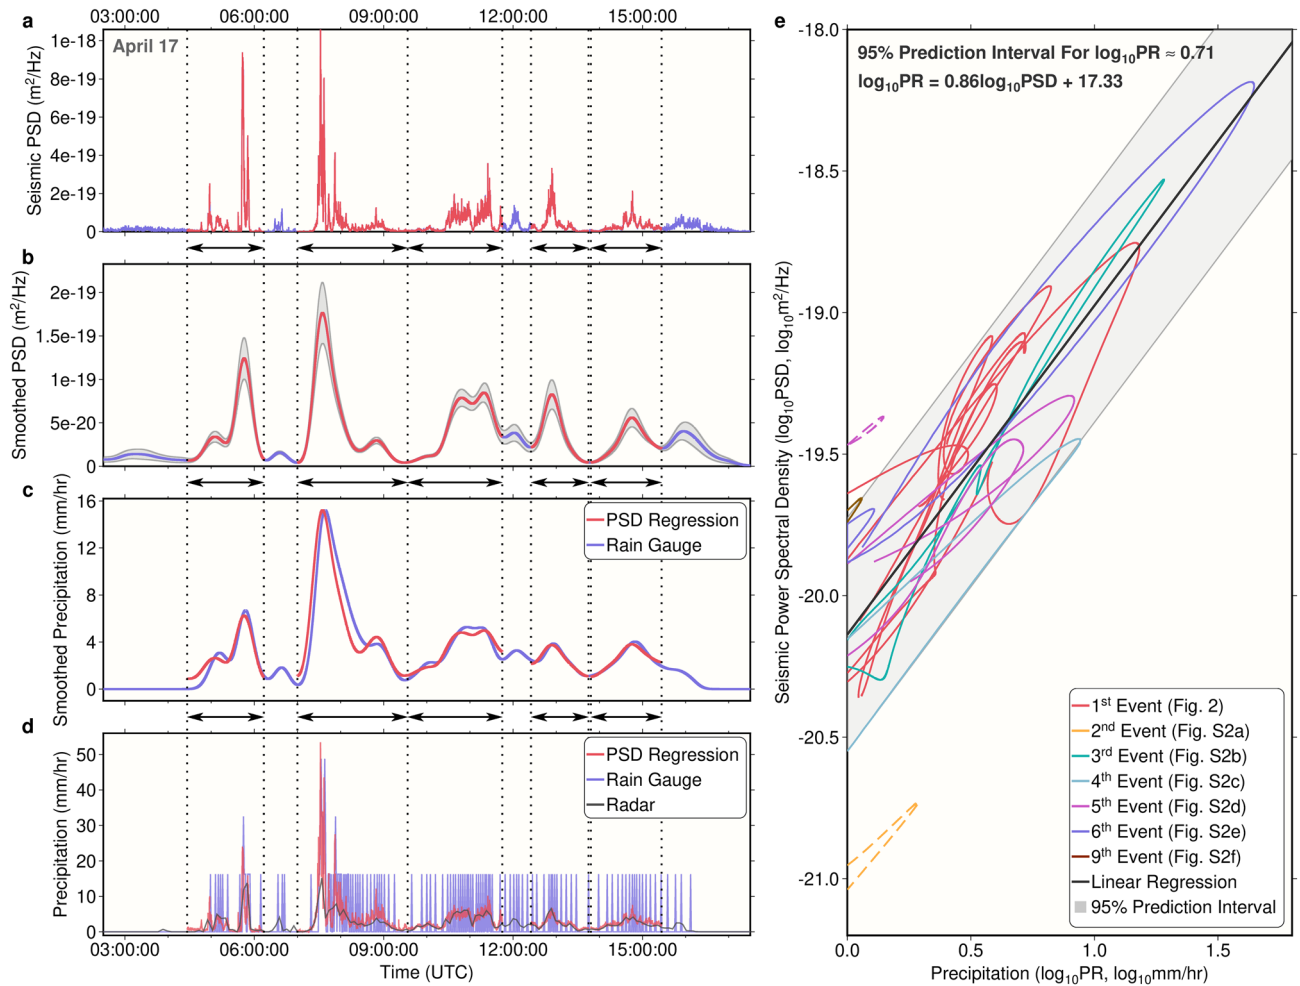 a
03:00:00
06:00:00
09:00:00
12:00:00
15:00:00
April 17
1e-18
8e-19
6e-19
4e-19
2e-19
0
Seismic PSD (m²/Hz)
b
2e-19
1.5e-19
1e-19
5e-20
0
Smoothed PSD (m²/Hz)
c
16
12
8
4
0
Smoothed Precipitation (mm/hr)
PSD Regression
Rain Gauge
d
50
40
30
20
10
0
Precipitation (mm/hr)
PSD Regression
Rain Gauge
Radar
03:00:00
06:00:00
09:00:00
12:00:00
15:00:00
Time (UTC)
e
95% Prediction Interval For log₁₀PR ≈ 0.71
log₁₀PR = 0.86log₁₀PSD + 17.33
-18.0
-18.5
-19.0
-19.5
-20.0
-20.5
-21.0
Seismic Power Spectral Density (log₁₀PSD, log₁₀m²/Hz)
1ˢᵗ Event (Fig. 2)
2ⁿᵈ Event (Fig. S2a)
3ʳᵈ Event (Fig. S2b)
4ᵗʰ Event (Fig. S2c)
5ᵗʰ Event (Fig. S2d)
6ᵗʰ Event (Fig. S2e)
9ᵗʰ Event (Fig. S2f)
Linear Regression
95% Prediction Interval
0.0
0.5
1.0
1.5
Precipitation (log₁₀PR, log₁₀mm/hr)